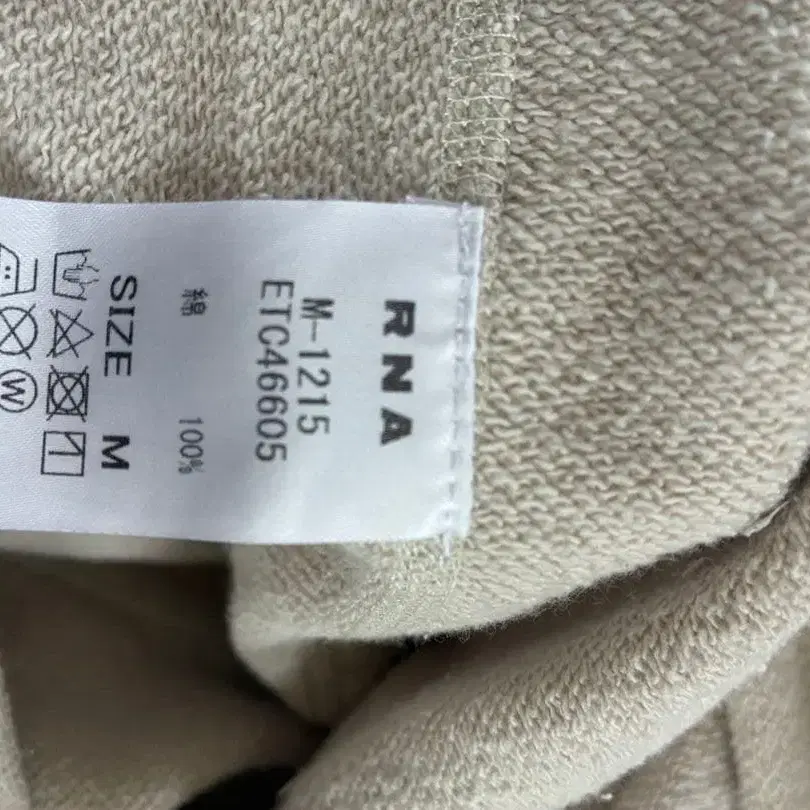 RNA
M-1215
ETC46605
綿 100%
SIZE M
W